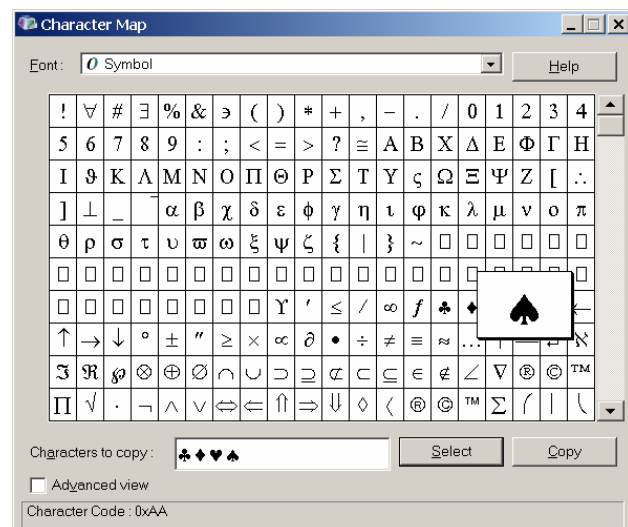 Character Map
Font : O Symbol Help
! ∀ # ∃ % & ∍ ( ) ∗ + , − . / 0 1 2 3 4
5 6 7 8 9 : ; < = > ? ≅ Α Β Χ Δ Ε Φ Γ Η
Ι ϑ Κ Λ Μ Ν Ο Π Θ Ρ Σ Τ Υ ς Ω Ξ Ψ Ζ [ ∴
] ⊥ _ ‾ α β χ δ ε ϕ γ η ι φ κ λ μ ν ο π
θ ρ σ τ υ ϖ ω ξ ψ ζ { | } ~ □ □ □ □ □ □
□ □ □ □ □ □ □ □ □ □ □ □ □ □ □ □ □
□ □ □ □ □ □ □ □ ϒ ′ ≤ ⁄ ∞ ƒ ♣ ♦ ♠ ←
↑ → ↓ ° ± ″ ≥ × ∝ ∂ • ÷ ≠ ≡ ≈ … ℵ
ℑ ℜ ℘ ⊗ ⊕ ∅ ∩ ∪ ⊃ ⊇ ⊄ ⊂ ⊆ ∈ ∉ ∠ ∇ ® © ™
∏ √ ⋅ ¬ ∧ ∨ ⇔ ⇐ ⇑ ⇒ ⇓ ◊ 〈 ® © ™ ∑ ⎛ ⎜ ⎝
Characters to copy : ♣♦♥♠ Select Copy
Advanced view
Character Code : 0xAA